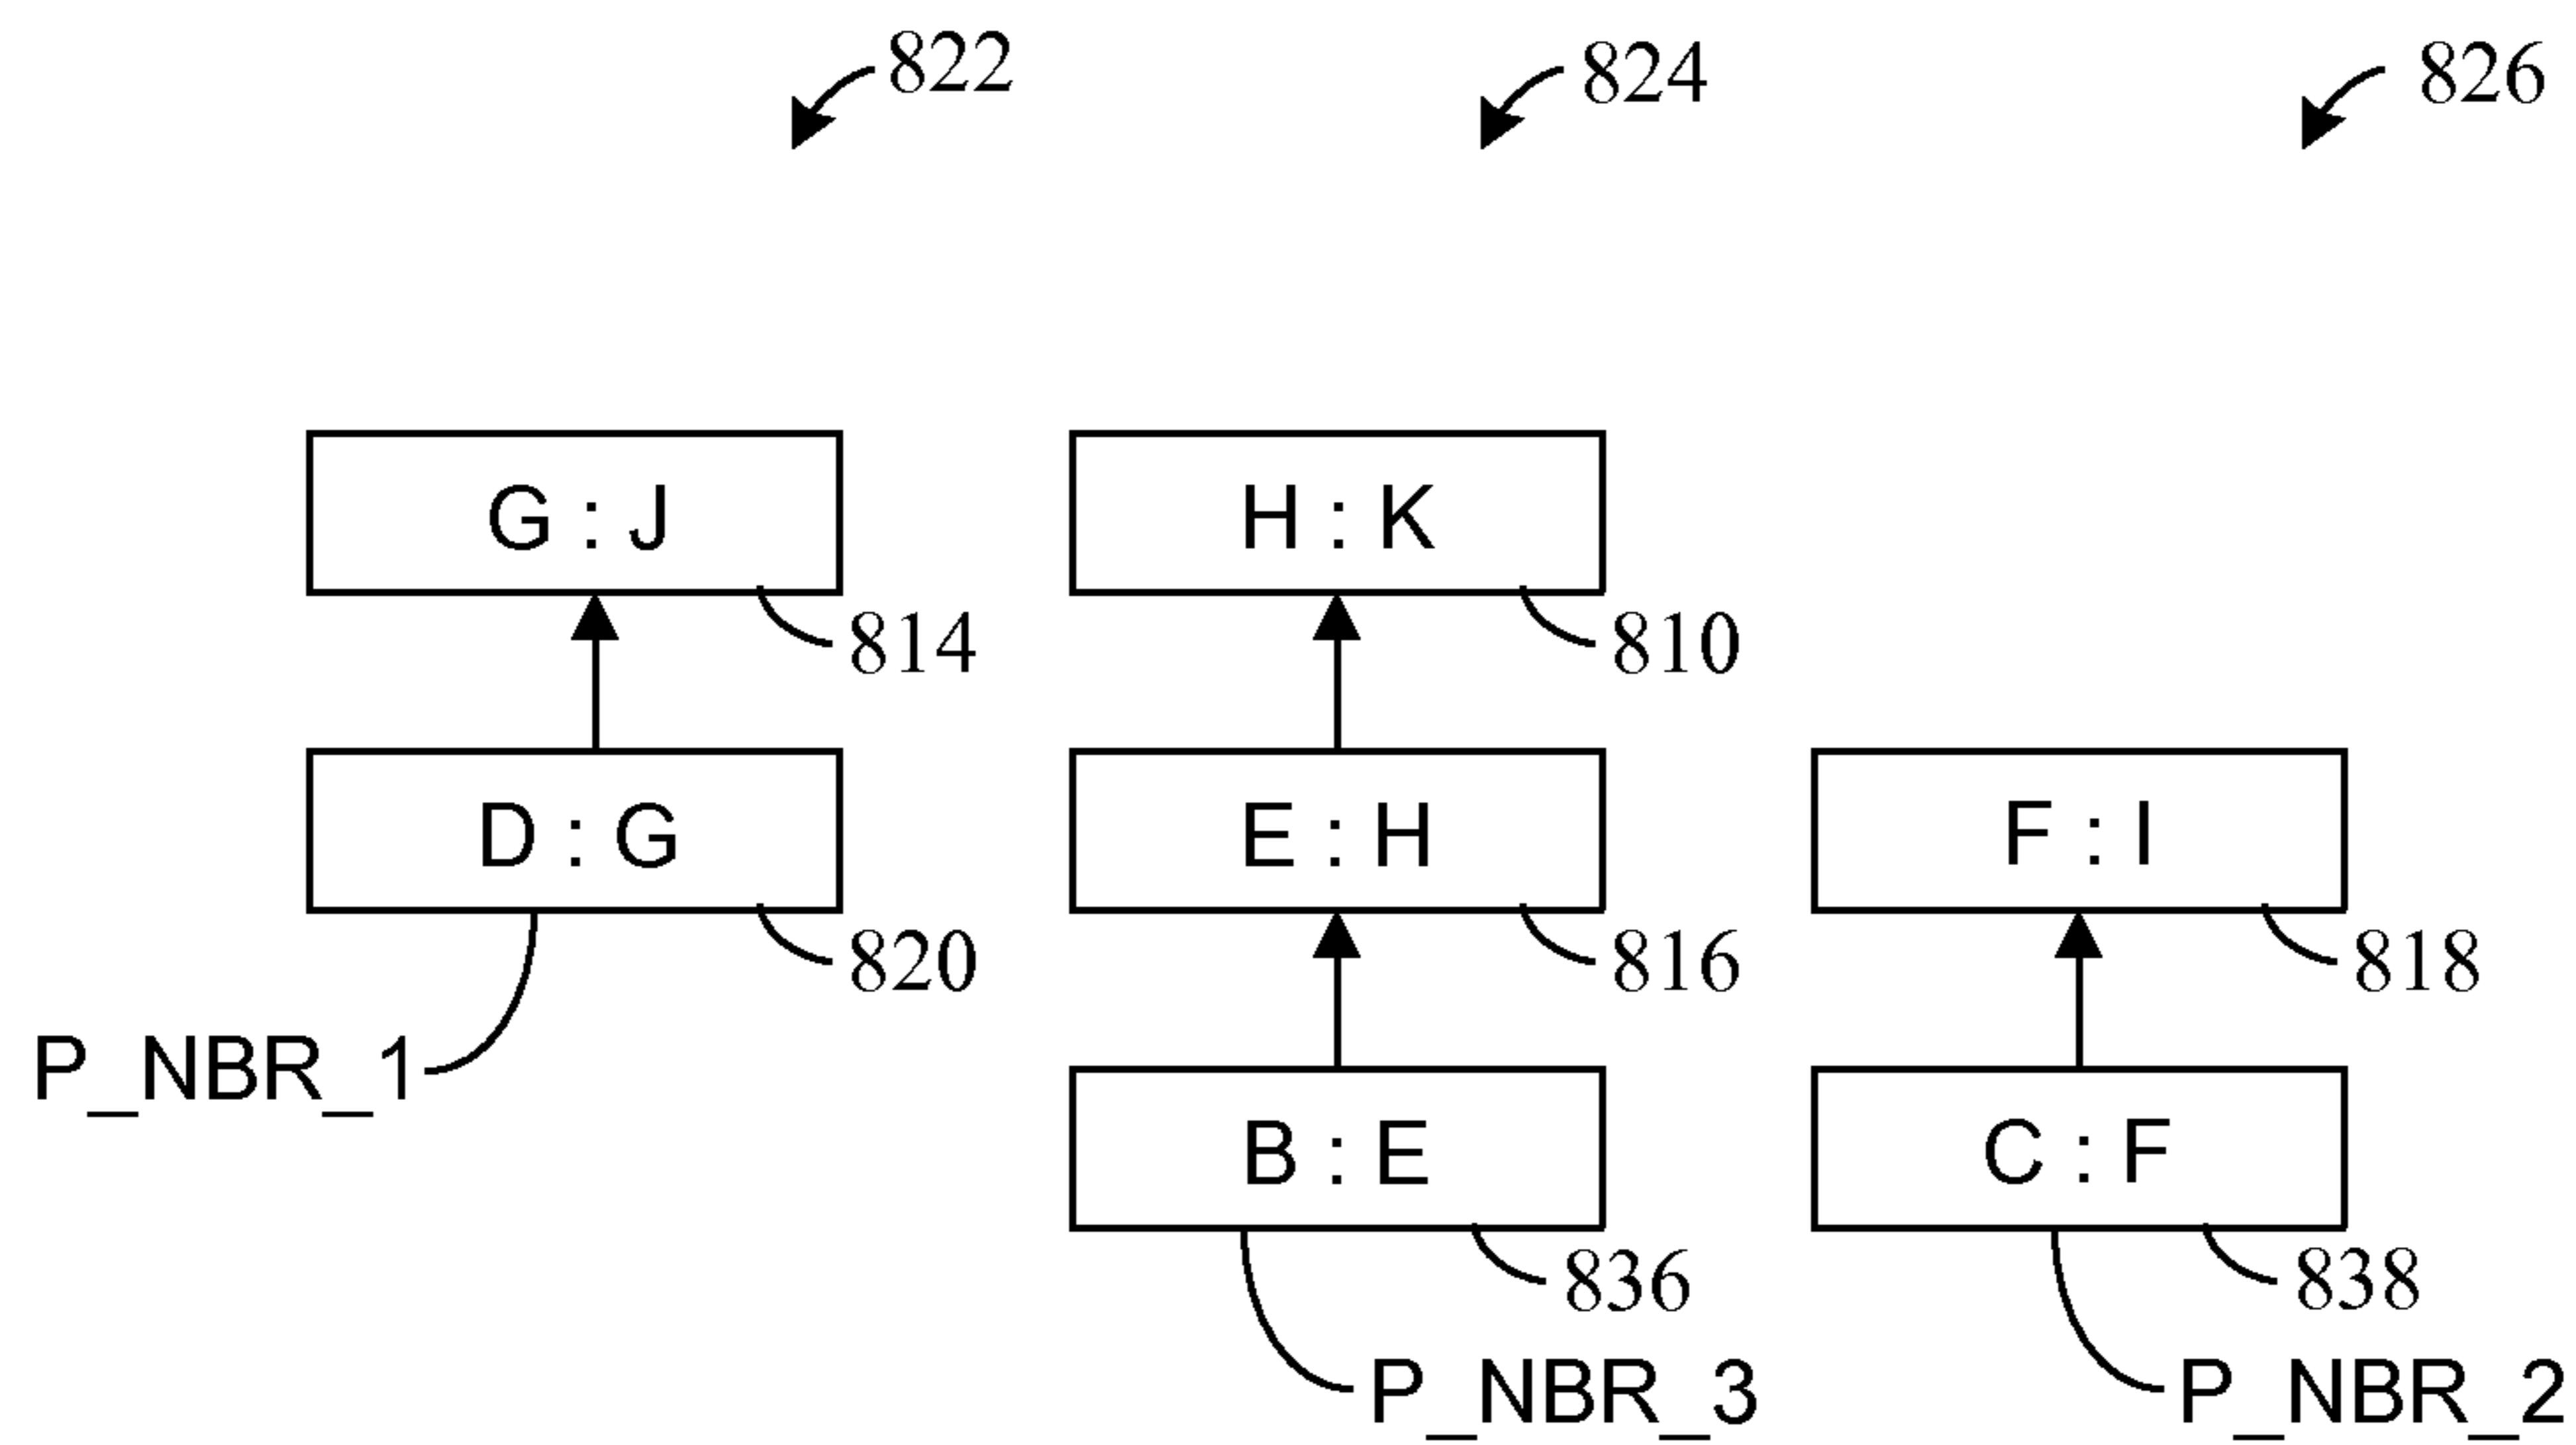 822 824 826
G : J H : K
814 810
D : G E : H F : I
820 816 818
P_NBR_1
B : E C : F
836 838
P_NBR_3 P_NBR_2